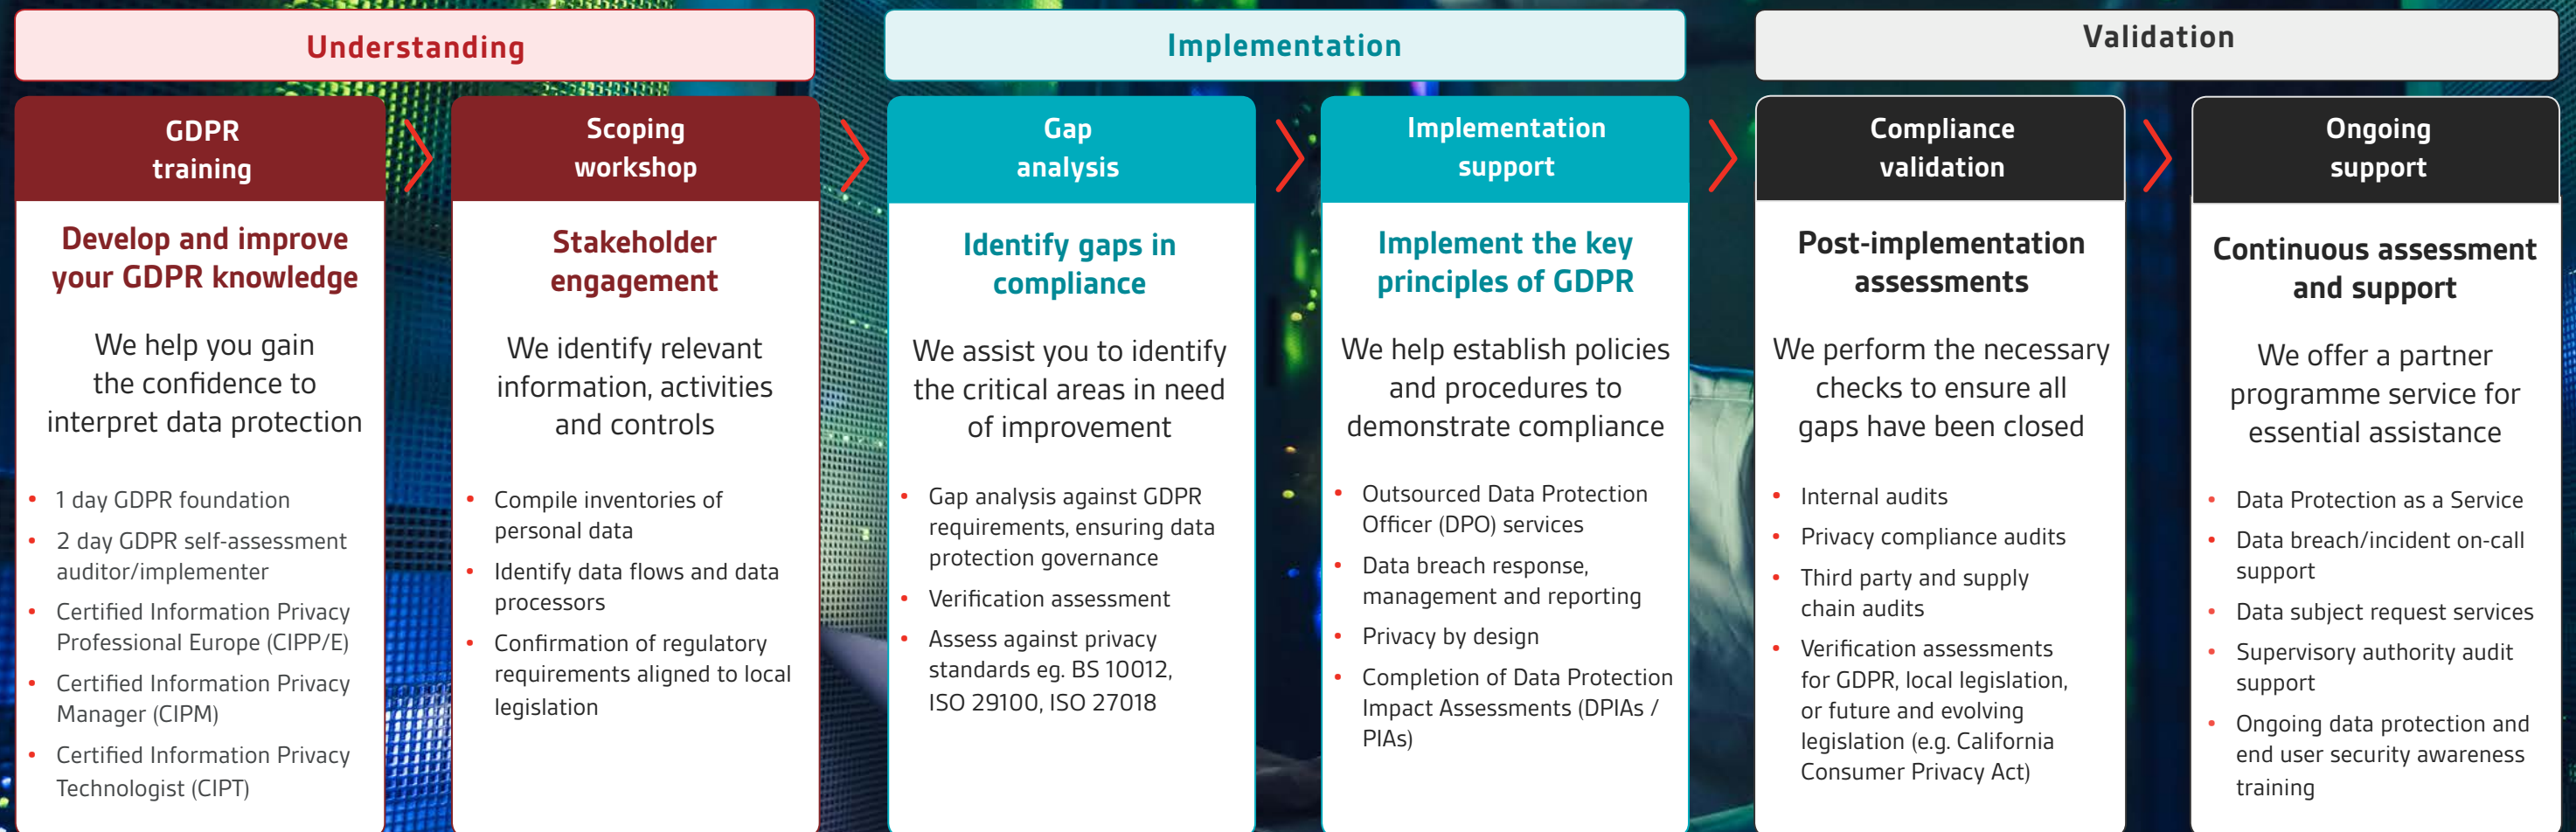 Understanding
Implementation
Validation
GDPR
training
Develop and improve
your GDPR knowledge
We help you gain
the confidence to
interpret data protection
• 1 day GDPR foundation
• 2 day GDPR self-assessment
auditor/implementer
• Certified Information Privacy
Professional Europe (CIPP/E)
• Certified Information Privacy
Manager (CIPM)
• Certified Information Privacy
Technologist (CIPT)
Scoping
workshop
Stakeholder
engagement
We identify relevant
information, activities
and controls
• Compile inventories of
personal data
• Identify data flows and data
processors
• Confirmation of regulatory
requirements aligned to local
legislation
Gap
analysis
Identify gaps in
compliance
We assist you to identify
the critical areas in need
of improvement
• Gap analysis against GDPR
requirements, ensuring data
protection governance
• Verification assessment
• Assess against privacy
standards eg. BS 10012,
ISO 29100, ISO 27018
Implementation
support
Implement the key
principles of GDPR
We help establish policies
and procedures to
demonstrate compliance
• Outsourced Data Protection
Officer (DPO) services
• Data breach response,
management and reporting
• Privacy by design
• Completion of Data Protection
Impact Assessments (DPIAs /
PIAs)
Compliance
validation
Post-implementation
assessments
We perform the necessary
checks to ensure all
gaps have been closed
• Internal audits
• Privacy compliance audits
• Third party and supply
chain audits
• Verification assessments
for GDPR, local legislation,
or future and evolving
legislation (e.g. California
Consumer Privacy Act)
Ongoing
support
Continuous assessment
and support
We offer a partner
programme service for
essential assistance
• Data Protection as a Service
• Data breach/incident on-call
support
• Data subject request services
• Supervisory authority audit
support
• Ongoing data protection and
end user security awareness
training